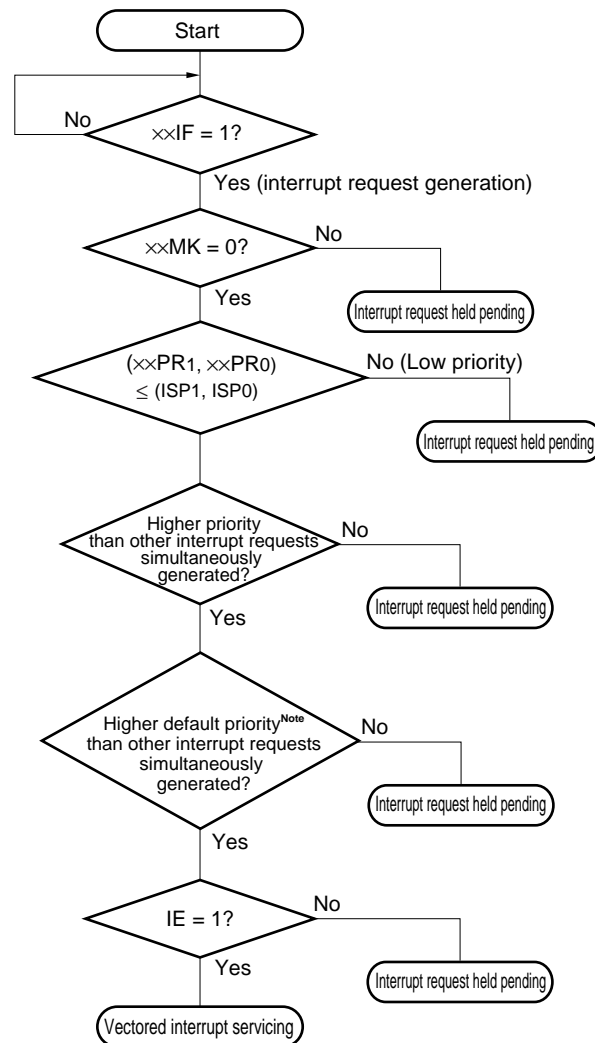 Start
No
××IF = 1?
Yes (interrupt request generation)
××MK = 0?
No
Yes
Interrupt request held pending
(××PR1, ××PR0)
≤ (ISP1, ISP0)
No (Low priority)
Interrupt request held pending
Higher priority
than other interrupt requests
simultaneously
generated?
No
Interrupt request held pending
Yes
Higher default priorityNote
than other interrupt requests
simultaneously
generated?
No
Interrupt request held pending
Yes
IE = 1?
No
Yes
Interrupt request held pending
Vectored interrupt servicing